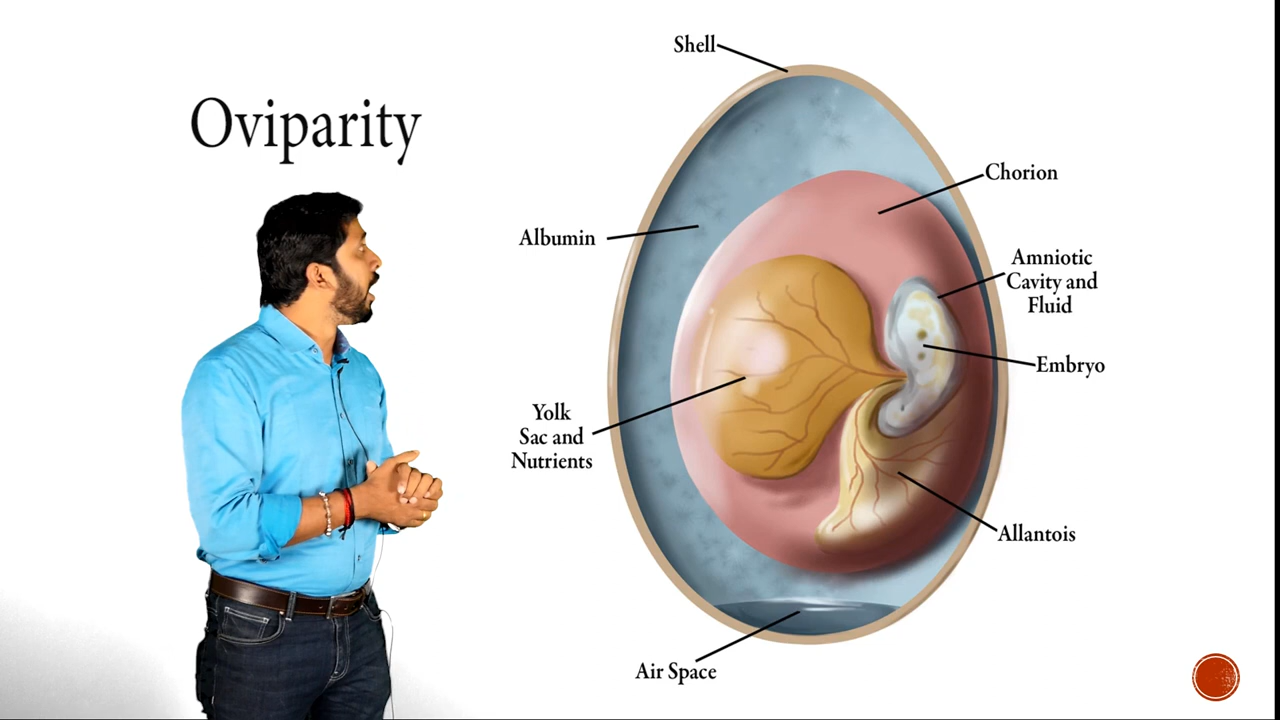 Oviparity
Shell
Chorion
Albumin
Amniotic
Cavity and
Fluid
Embryo
Yolk
Sac and
Nutrients
Allantois
Air Space